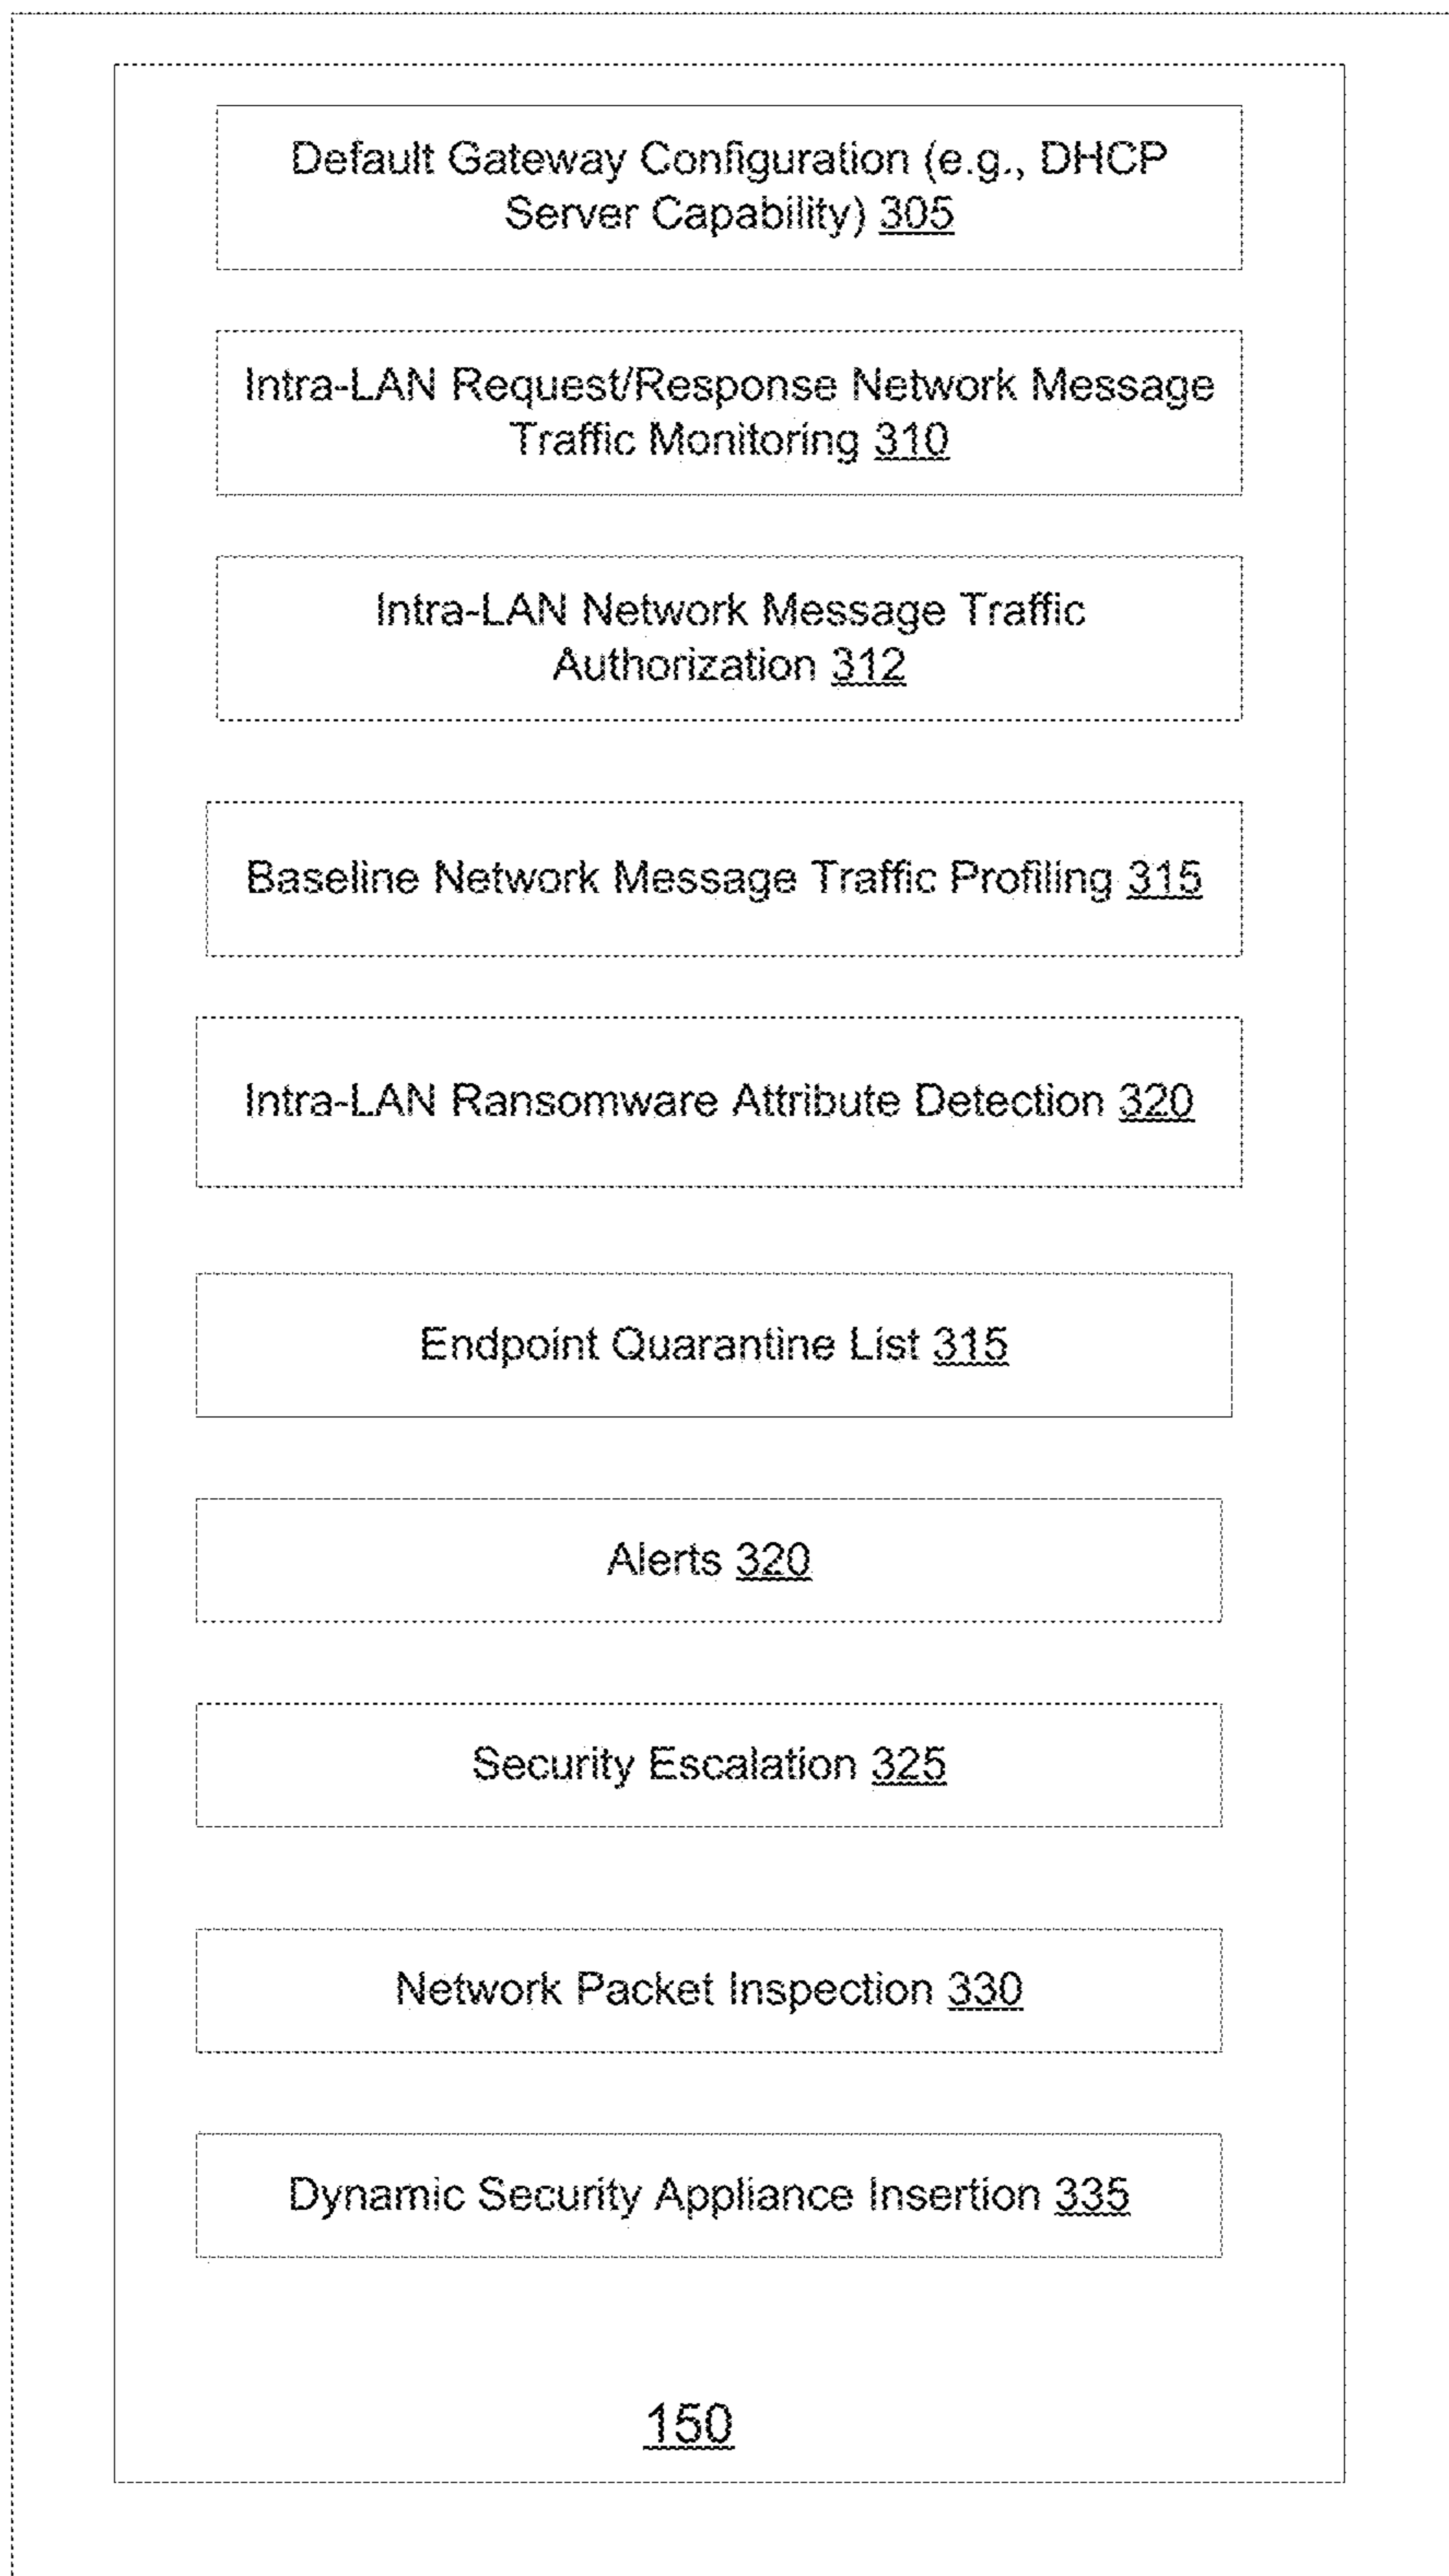 Default Gateway Configuration (e.g., DHCP
Server Capability) 305
Intra-LAN Request/Response Network Message
Traffic Monitoring 310
Intra-LAN Network Message Traffic
Authorization 312
Baseline Network Message Traffic Profiling 315
Intra-LAN Ransomware Attribute Detection 320
Endpoint Quarantine List 315
Alerts 320
Security Escalation 325
Network Packet Inspection 330
Dynamic Security Appliance Insertion 335
150